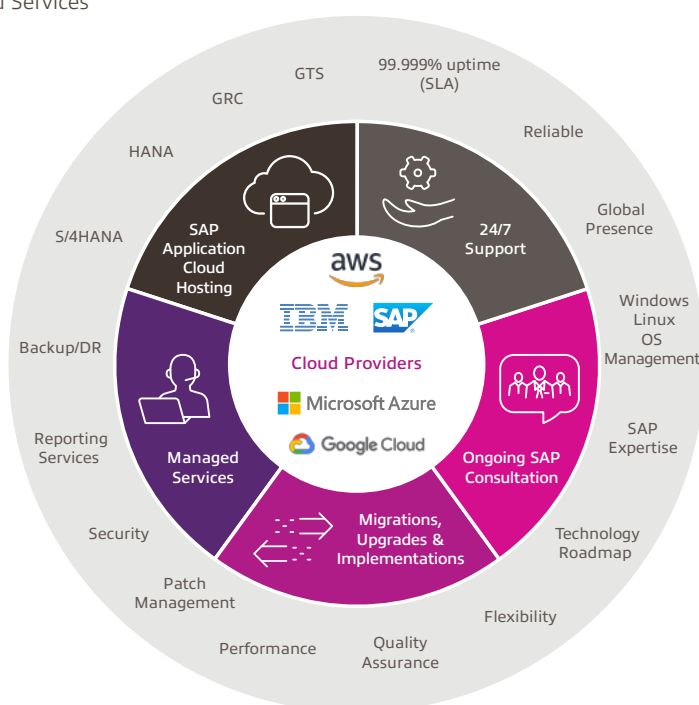 Services
GTS
99.999% uptime
(SLA)
GRC
Reliable
HANA
Global
Presence
S/4HANA
Windows
Linux
OS
Management
Backup/DR
SAP
Expertise
Reporting
Services
Technology
Roadmap
Security
Flexibility
Patch
Management
Quality
Assurance
Performance
SAP
Application
Cloud
Hosting
24/7
Support
Managed
Services
Ongoing SAP
Consultation
Migrations,
Upgrades &
Implementations
aws
IBM
SAP
Cloud Providers
Microsoft Azure
Google Cloud